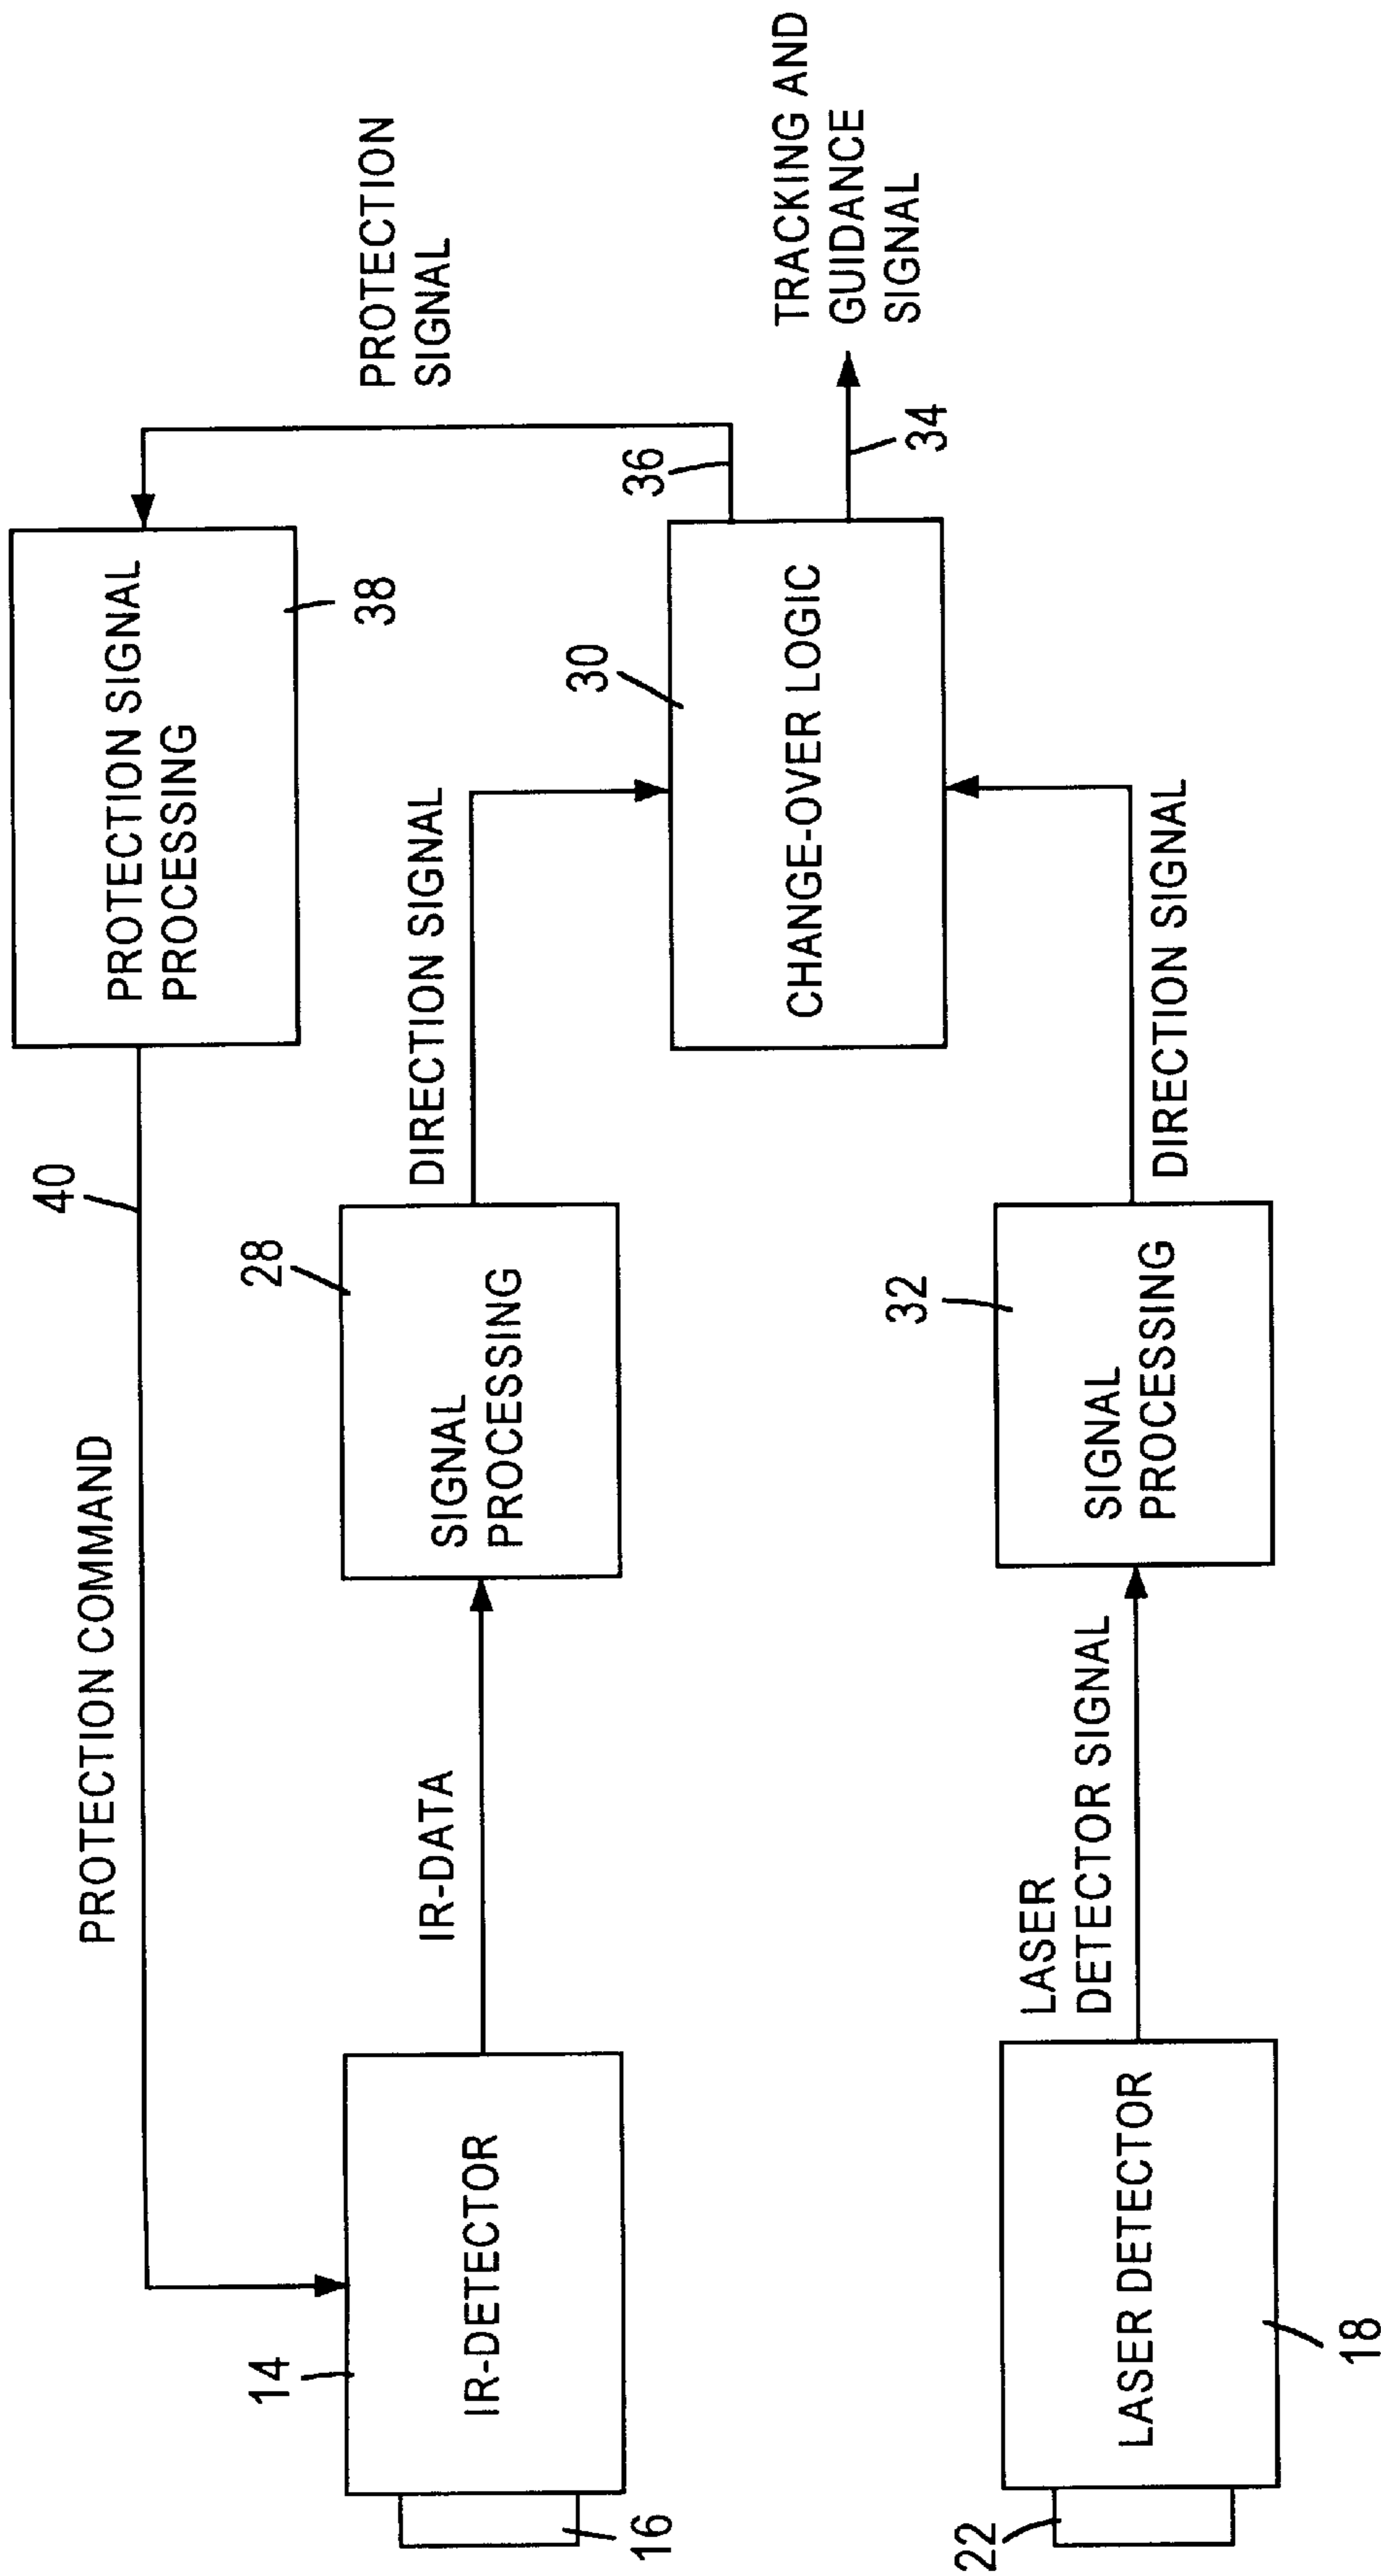 PROTECTION COMMAND
40
PROTECTION SIGNAL
PROCESSING
38
PROTECTION
SIGNAL
14
IR-DETECTOR
16
IR-DATA
28
SIGNAL
PROCESSING
DIRECTION SIGNAL
30
CHANGE-OVER LOGIC
36
34
TRACKING AND
GUIDANCE
SIGNAL
22
LASER DETECTOR
18
LASER
DETECTOR SIGNAL
32
SIGNAL
PROCESSING
DIRECTION SIGNAL